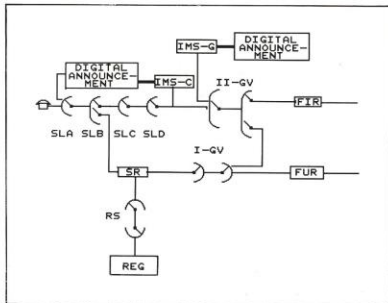 IMS-G
DIGITAL
ANNOUNCE-
MENT
DIGITAL
ANNOUNCE-
MENT
IMS-C
II-GV
FIR
SLA SLB SLC SLD
I-GV
SR
FUR
RS
REG